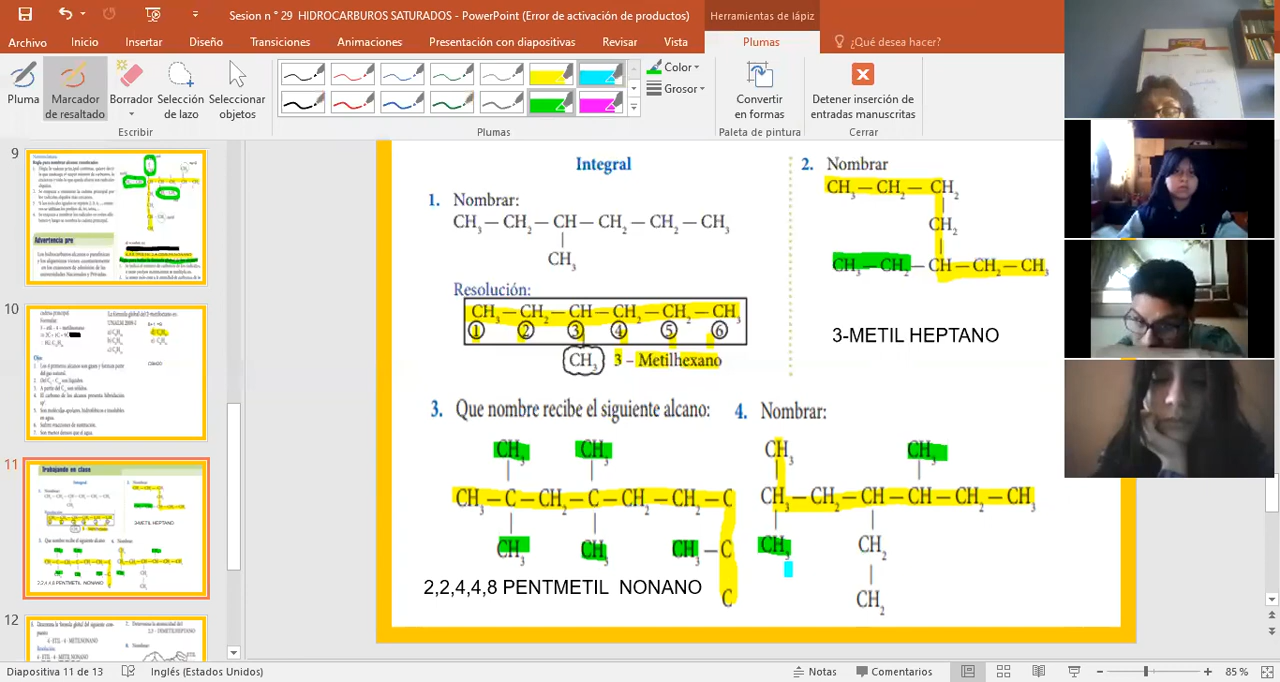 Sesion n ° 29 HIDROCARBUROS SATURADOS - PowerPoint (Error de activación de productos)
Herramientas de lápiz
Archivo Inicio Insertar Diseño Transiciones Animaciones Presentación con diapositivas Revisar Vista Plumas ¿Qué desea hacer?
Pluma
Marcador de resaltado
Borrador
Selección de lazo
Seleccionar objetos
Color
Grosor
Convertir en formas
Detener inserción de entradas manuscritas
Escribir
Plumas
Paleta de pintura
Cerrar
9
Advertencia pre
10
11
Trabajando en clase
12
Integral
1. Nombrar:
CH3 — CH2 — CH — CH2 — CH2 — CH3
|
CH3
Resolución:
CH3 — CH2 — CH — CH2 — CH2 — CH3
1 2 3 4 5 6
CH3 3 – Metilhexano
2. Nombrar
CH3 — CH2 — CH2
|
CH2
|
CH3 — CH2 — CH — CH2 — CH3
3-METIL HEPTANO
3. Que nombre recibe el siguiente alcano:
CH3 CH3
| |
CH3 — C — CH2 — C — CH2 — CH2 — C
| |
CH3 CH3 CH3 — C
C
2,2,4,4,8 PENTMETIL NONANO
4. Nombrar:
CH3 CH3
| |
CH3 — CH2 — CH — CH — CH2 — CH3
| |
CH3 CH2
|
CH2
Diapositiva 11 de 13
Inglés (Estados Unidos)
Notas
Comentarios
85 %